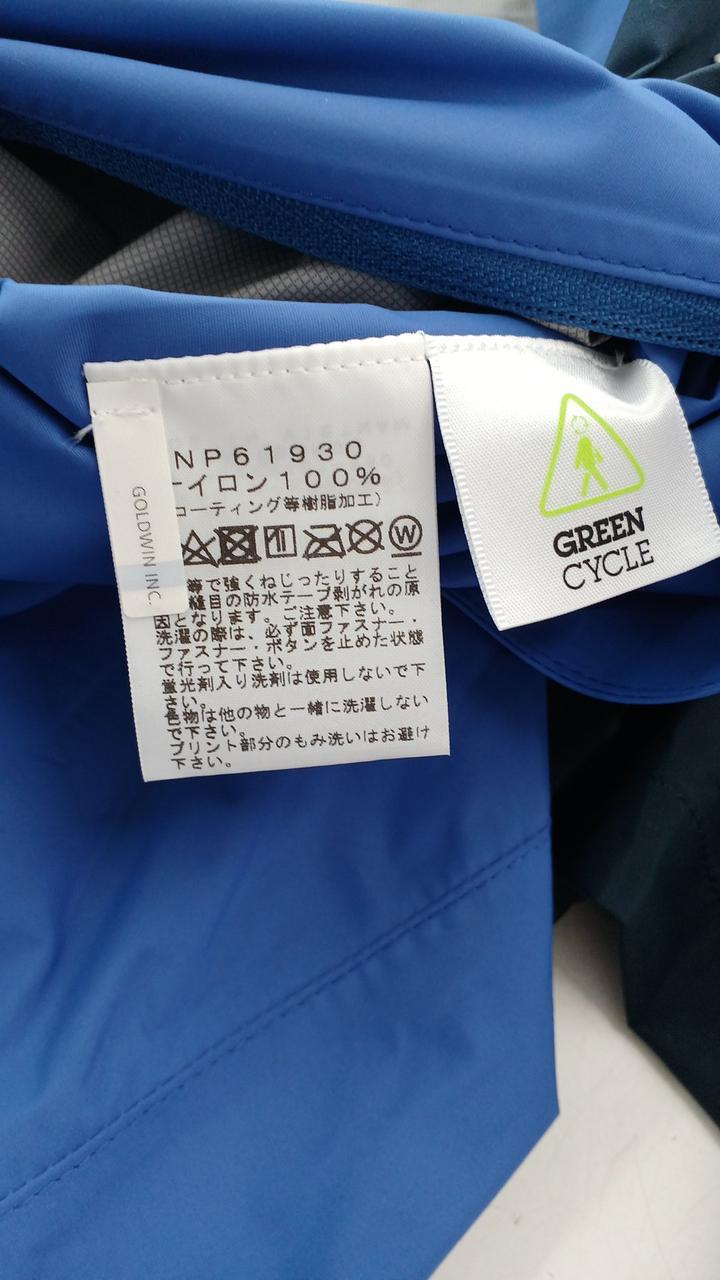 NP61930
イロン100%
コーティング等樹脂加工)
GOLDWIN INC.
W
等で強くねじったりすること
縫目の防水テープ剥がれの原
因となります。ご注意下さい。
洗濯の際は、必ず面ファスナー・
ファスナー・ボタンを止めた状態
で行って下さい。
蛍光剤入り洗剤は使用しないで下
さい。
色物は他の物と一緒に洗濯しない
で下さい。
プリント部分のもみ洗いはお避け
下さい。
GREEN
CYCLE